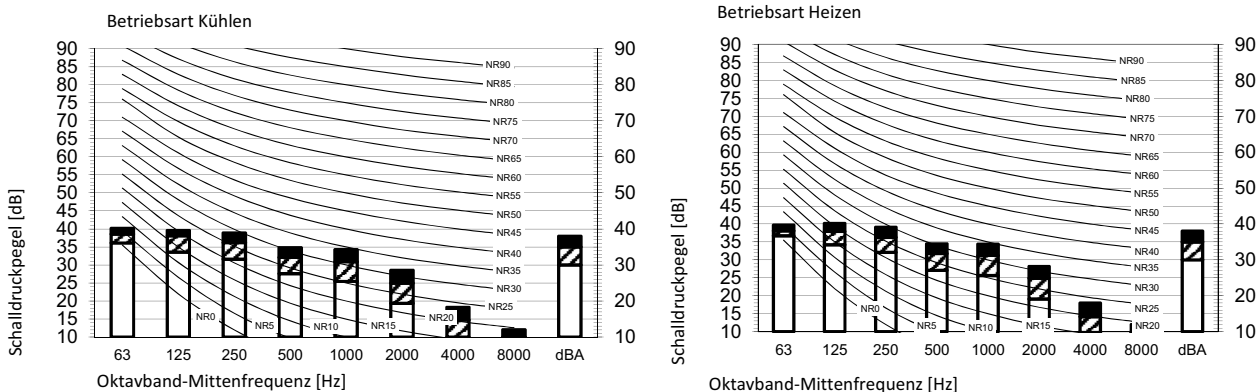 Betriebsart Kühlen
90 90
85
80 80
75
70 70
65
60 60
55
50 50
45
40 40
35
30 30
25
20 20
15
10 10
NR90
NR85
NR80
NR75
NR70
NR65
NR60
NR55
NR50
NR45
NR40
NR35
NR30
NR25
NR0 NR5 NR10 NR15 NR20
63 125 250 500 1000 2000 4000 8000 dBA
Schalldruckpegel [dB]
Oktavband-Mittenfrequenz [Hz]
Betriebsart Heizen
90 90
85
80 80
75
70 70
65
60 60
55
50 50
45
40 40
35
30 30
25
20 20
15
10 10
NR90
NR85
NR80
NR75
NR70
NR65
NR60
NR55
NR50
NR45
NR40
NR35
NR30
NR25
NR0 NR5 NR10 NR15 NR20
63 125 250 500 1000 2000 4000 8000 dBA
Schalldruckpegel [dB]
Oktavband-Mittenfrequenz [Hz]